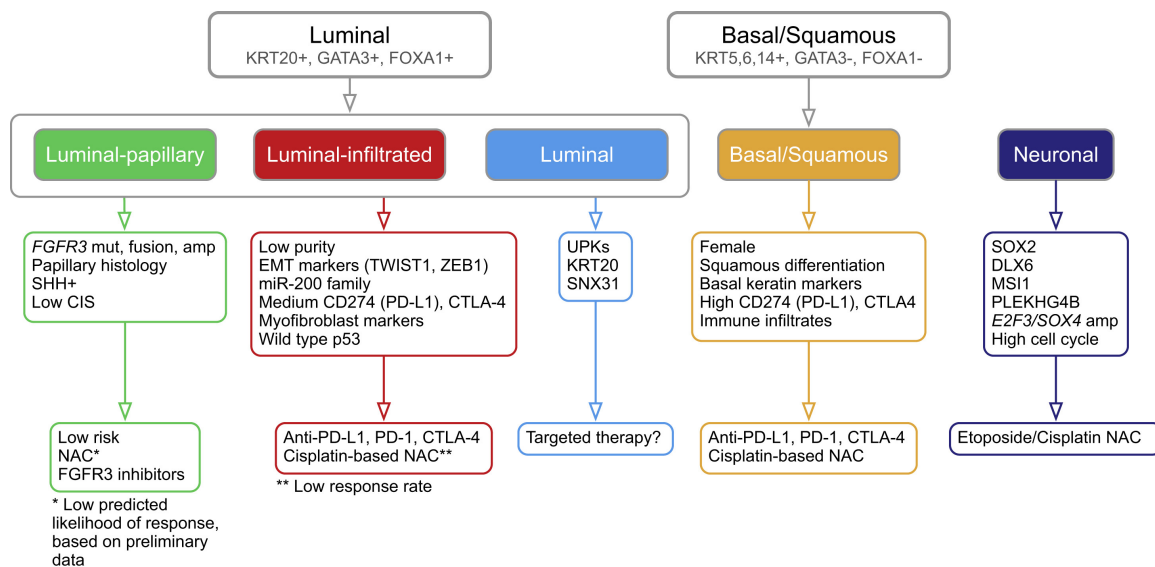 Luminal
KRT20+, GATA3+, FOXA1+
Basal/Squamous
KRT5,6,14+, GATA3-, FOXA1-
Luminal-papillary
Luminal-infiltrated
Luminal
Basal/Squamous
Neuronal
FGFR3 mut, fusion, amp
Papillary histology
SHH+
Low CIS
Low purity
EMT markers (TWIST1, ZEB1)
miR-200 family
Medium CD274 (PD-L1), CTLA-4
Myofibroblast markers
Wild type p53
UPKs
KRT20
SNX31
Female
Squamous differentiation
Basal keratin markers
High CD274 (PD-L1), CTLA4
Immune infiltrates
SOX2
DLX6
MSI1
PLEKHG4B
E2F3/SOX4 amp
High cell cycle
Low risk
NAC*
FGFR3 inhibitors
* Low predicted
likelihood of response,
based on preliminary
data
Anti-PD-L1, PD-1, CTLA-4
Cisplatin-based NAC**
** Low response rate
Targeted therapy?
Anti-PD-L1, PD-1, CTLA-4
Cisplatin-based NAC
Etoposide/Cisplatin NAC